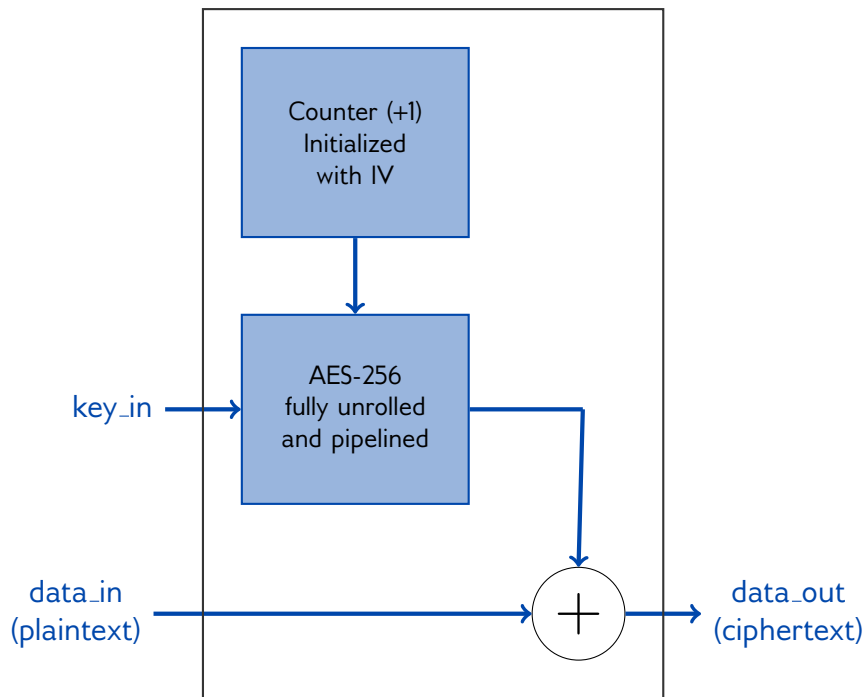 Counter (+1)
Initialized
with IV
AES-256
fully unrolled
and pipelined
key_in
data_in
(plaintext)
+
data_out
(ciphertext)